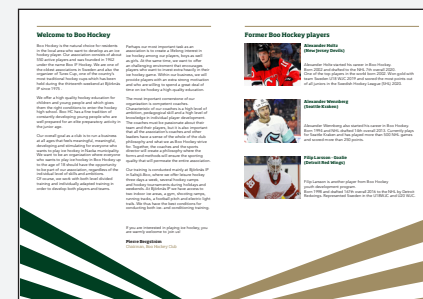 Welcome to Boo Hockey
Boo Hockey is the natural choice for residents
in the local area who want to develop as an ice
hockey player. Our association consists of about
350 active players and was founded in 1962
under the name Boo IF Hockey. We are one of
the oldest associations in Sweden and also the
organizer of Tures Cup, one of the country's
most traditional hockey cups which has been
held during the thirteenth weekend at Björknäs
IP since 1975.
We offer a high quality hockey education for
children and young people and which gives
them the right conditions to enter the hockey
high school. Boo HC has a fine tradition of
constantly developing young people who are
well prepared for an elite preparatory activity in
the junior age.
Our overall goal as a club is to run a business
at all ages that feels meaningful, meaningful,
developing and stimulating for everyone who
wants to play ice hockey in Nacka municipality.
We want to be an organization where everyone
who wants to play ice hockey in Boo Hockey up
to the age of 18 should have the opportunity
to be part of our association, regardless of the
individual level of skills and ambitions.
Of course, we work with both level divided
training and individually adapted training in
order to develop both players and teams.
Perhaps our most important task as an
association is to create a lifelong interest in
ice hockey among our players, boys as well
as girls. At the same time, we want to offer
an challenging environment that encourages
players who want to invest extra heavily in their
ice hockey game. Within our business, we will
provide players with an extra strong motivation
and who are willing to spend a great deal of
time on ice hockey a high quality education
The most important cornerstone of our
organization is competent coaches.
Characteristic of our coaches is a high level of
ambition, pedagogical skill and a high level of
knowledge in individual player development.
The coaches must be passionate about their
team and their players, but it is also important
that all the association's coaches and other
leaders have a sense of the whole of the club
philosophy and what we at Boo Hockey strive
for. Together, the coaches and the sports
director will create a philosophy where the
forms and methods will ensure the sporting
quality that will permeate the entire association.
Our training is conducted mainly at Björknäs IP
in Saltsjö-Boo, where we offer leisure hockey
three days a week, several hockey camps
and hockey tournaments during holidays and
weekends. At Björknäs IP we have access to
two indoor ice areas, a gym, shooting ramps,
running tracks, a football pitch and electric light
trails. We thus have the best conditions for
conducting both ice- and conditioning training.
If you are interested in playing ice hockey, you
are warmly welcome to join us!
Pierre Bergström
Chairman, Boo Hockey Club
Former Boo Hockey players
Alexander Holtz
(New Jersey Devils)
Alexander Holtz started his career in Boo Hockey.
Born 2002 and drafted to the NHL 7th overall 2020.
One of the top players in the world born 2002. Won gold with
team Sweden U18 WJC 2019 and scored the most points out
of all juniors in the Swedish Hockey League (SHL) 2020.
Alexander Wennberg
(Seattle Kraken)
Alexander Wennberg also started his career in Boo Hockey.
Born 1994 and NHL drafted 14th overall 2013. Currently plays
for Seattle Kraken and has played more than 500 NHL games
and scored more than 250 points.
Filip Larsson - Goalie
(Detroit Red Wings)
Filip Larsson is another player from Boo Hockey
youth development program
Born 1998 and drafted 167th overall 2016 to the NHL by Detroit
Redwings. Represented Sweden in the U18WJC and U20 WJC.